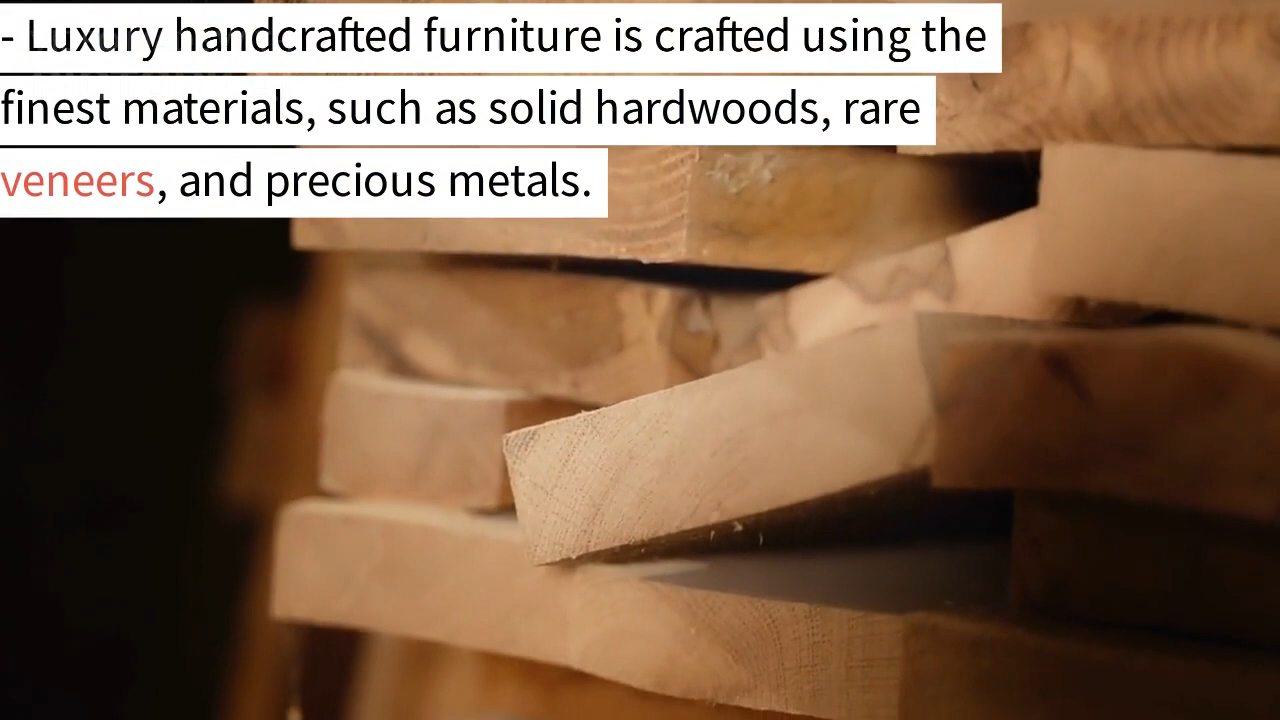 - Luxury handcrafted furniture is crafted using the
finest materials, such as solid hardwoods, rare
veneers, and precious metals.